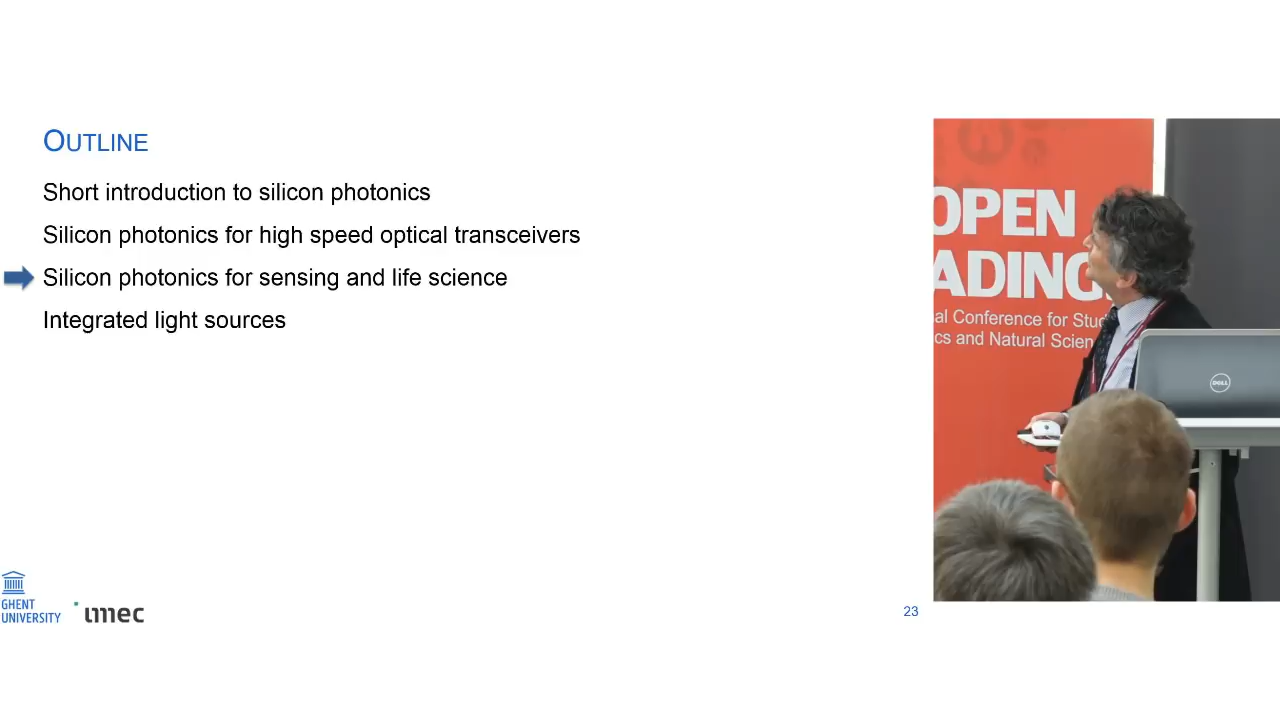 OUTLINE
Short introduction to silicon photonics
Silicon photonics for high speed optical transceivers
Silicon photonics for sensing and life science
Integrated light sources
GHENT
UNIVERSITY
imec
23
OPEN
ADING
al Conference for Stud
cs and Natural Scien
DELL